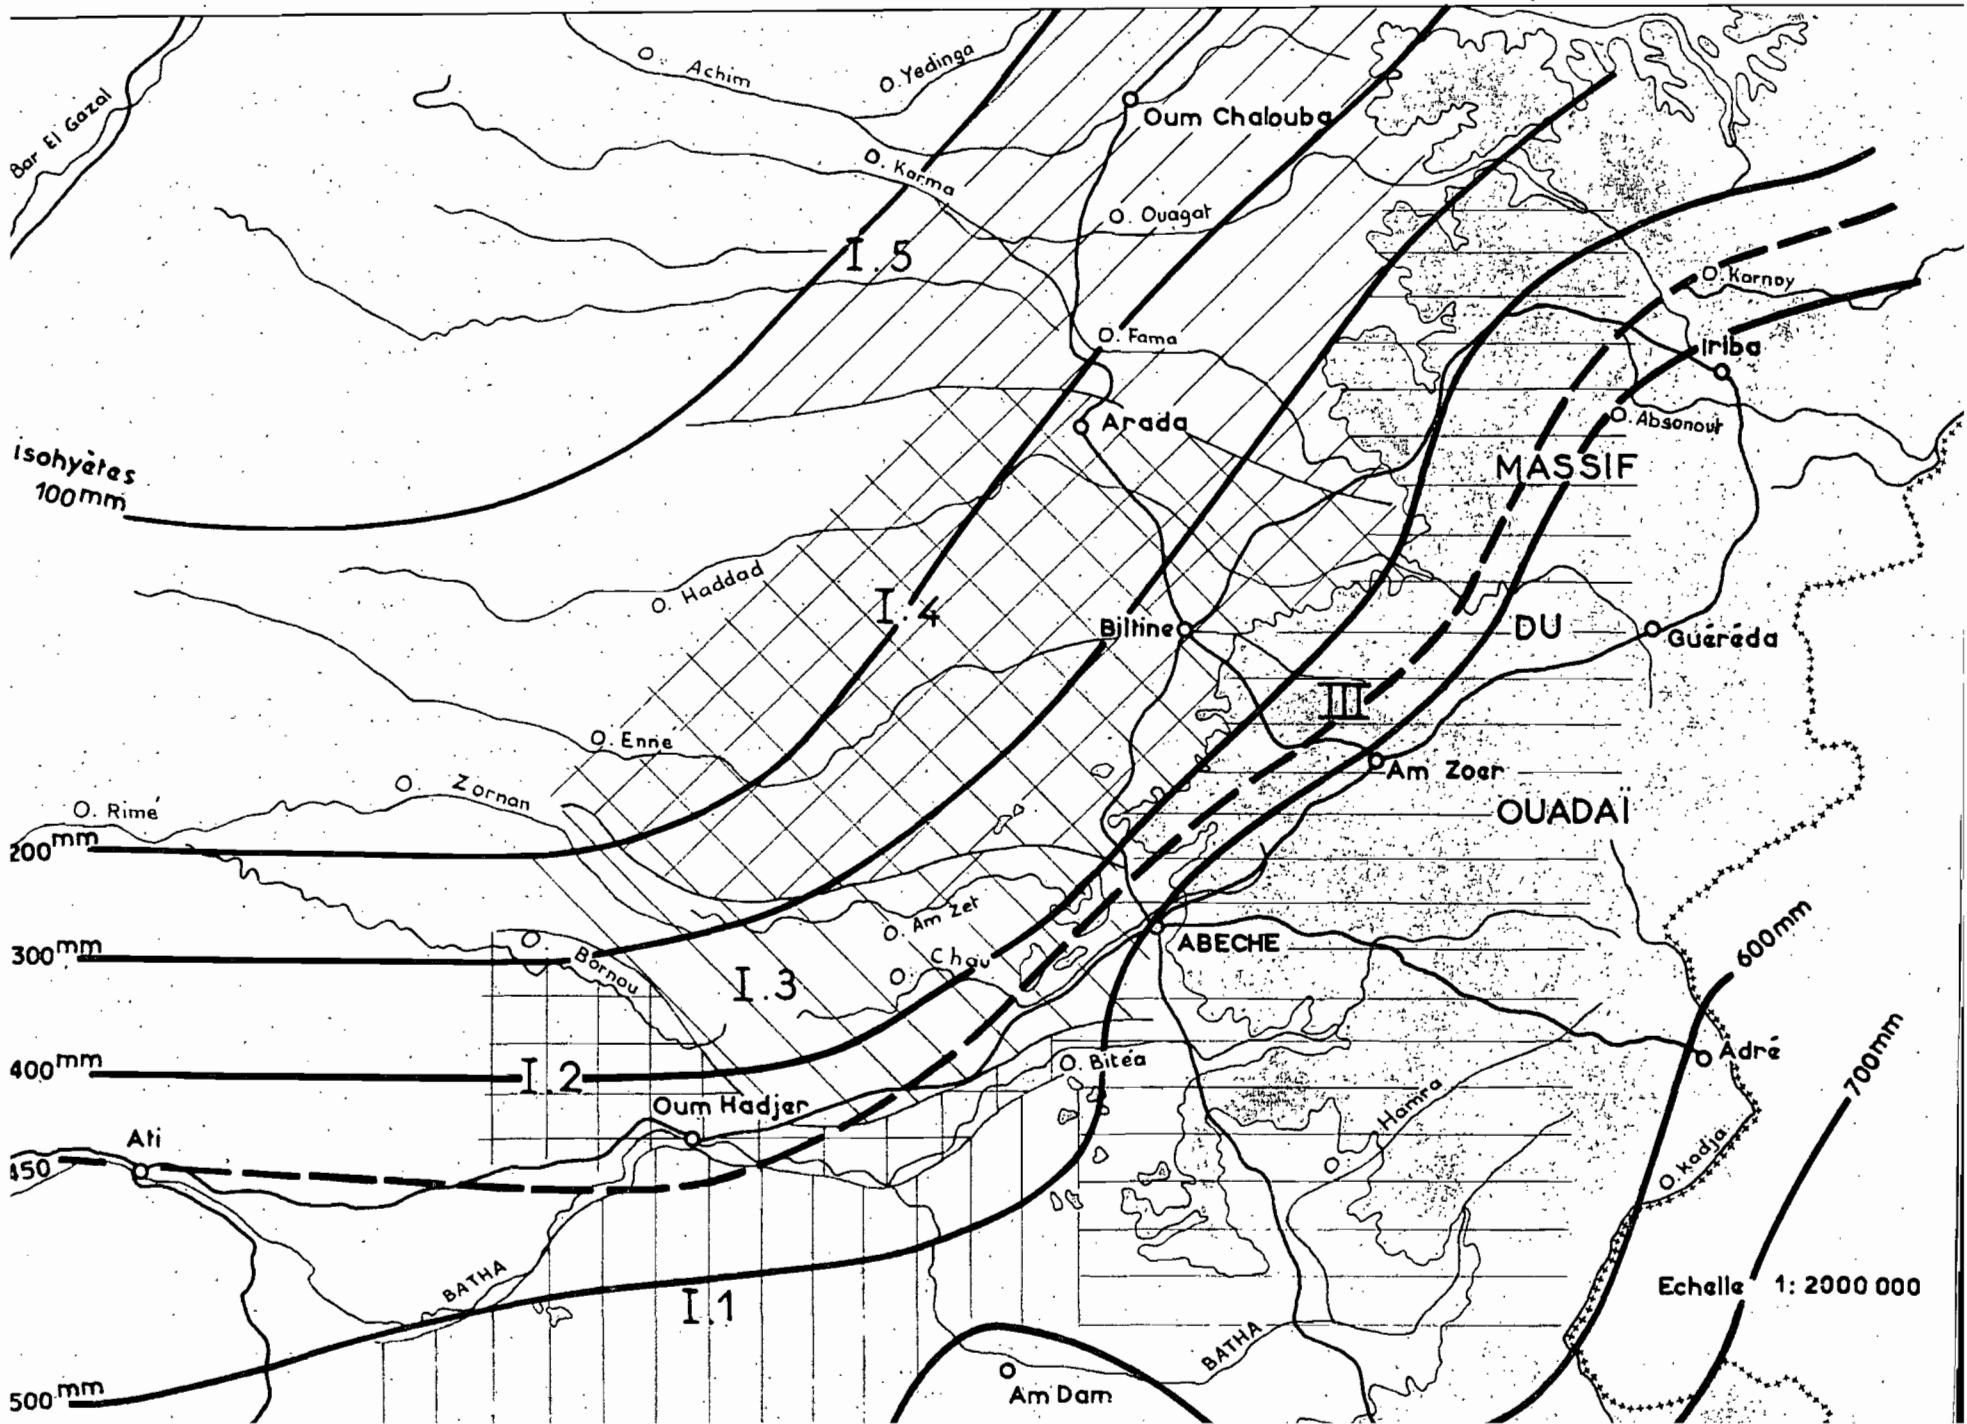 Bar El Gazal
O. Achim
O. Yedinga
Oum Chalouba
O. Karma
O. Ouagat
I.5
O. Karnoy
O. Fama
Iriba
Arada
O. Absonout
isohyètes
100mm
MASSIF
O. Haddad
I.4
Biltine
DU
Guéréda
III
O. Enné
O. Zornan
Am Zoer
O. Rimé
OUADAÏ
200mm
O. Am Zet
600mm
ABECHE
300mm
O. Bornou
O. Chau
I.3
700mm
Adré
400mm
I.2
O. Bitéa
Oum Hadjer
O. Hamra
Ati
450
O. Kadja
BATHA
Echelle 1: 2000 000
I.1
BATHA
Am Dam
500mm